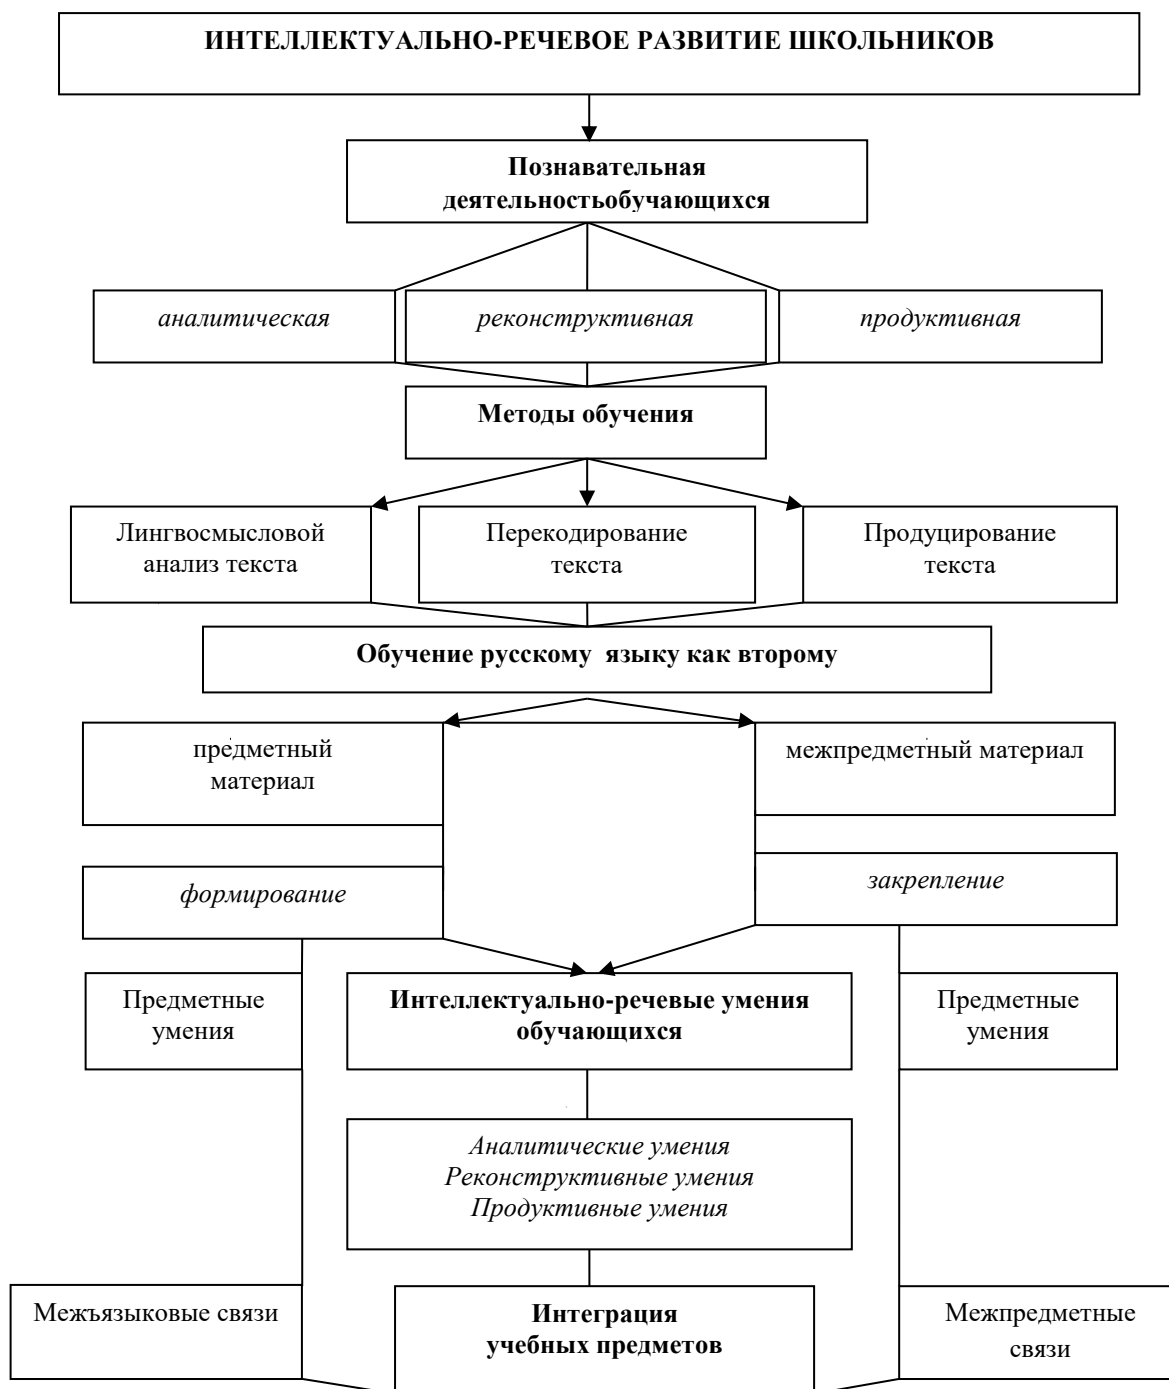 ИНТЕЛЛЕКТУАЛЬНО-РЕЧЕВОЕ РАЗВИТИЕ ШКОЛЬНИКОВ
Познавательная
деятельностьобучающихся
аналитическая
реконструктивная
продуктивная
Методы обучения
Лингвосмысловой
анализ текста
Перекодирование
текста
Продуцирование
текста
Обучение русскому языку как второму
предметный
материал
межпредметный материал
формирование
закрепление
Предметные
умения
Интеллектуально-речевые умения
обучающихся
Предметные
умения
Аналитические умения
Реконструктивные умения
Продуктивные умения
Межъязыковые связи
Интеграция
учебных предметов
Межпредметные
связи